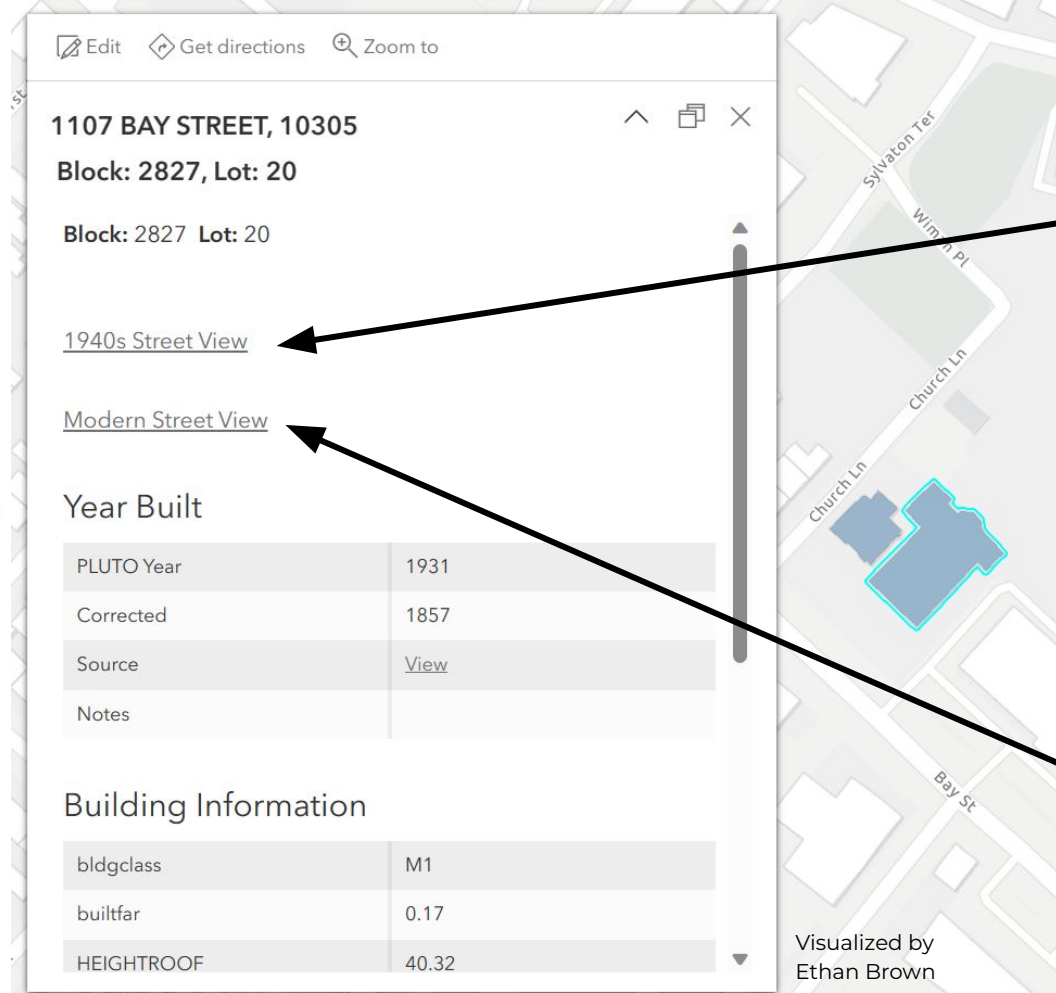 Edit Get directions Zoom to
1107 BAY STREET, 10305
Block: 2827, Lot: 20
Block: 2827 Lot: 20
1940s Street View
Modern Street View
Year Built
PLUTO Year 1931
Corrected 1857
Source View
Notes
Building Information
bldgclass M1
builtfar 0.17
HEIGHTROOF 40.32
Sylvaton Ter
Wiman Pl
Church Ln
Church Ln
Bay St
Visualized by
Ethan Brown